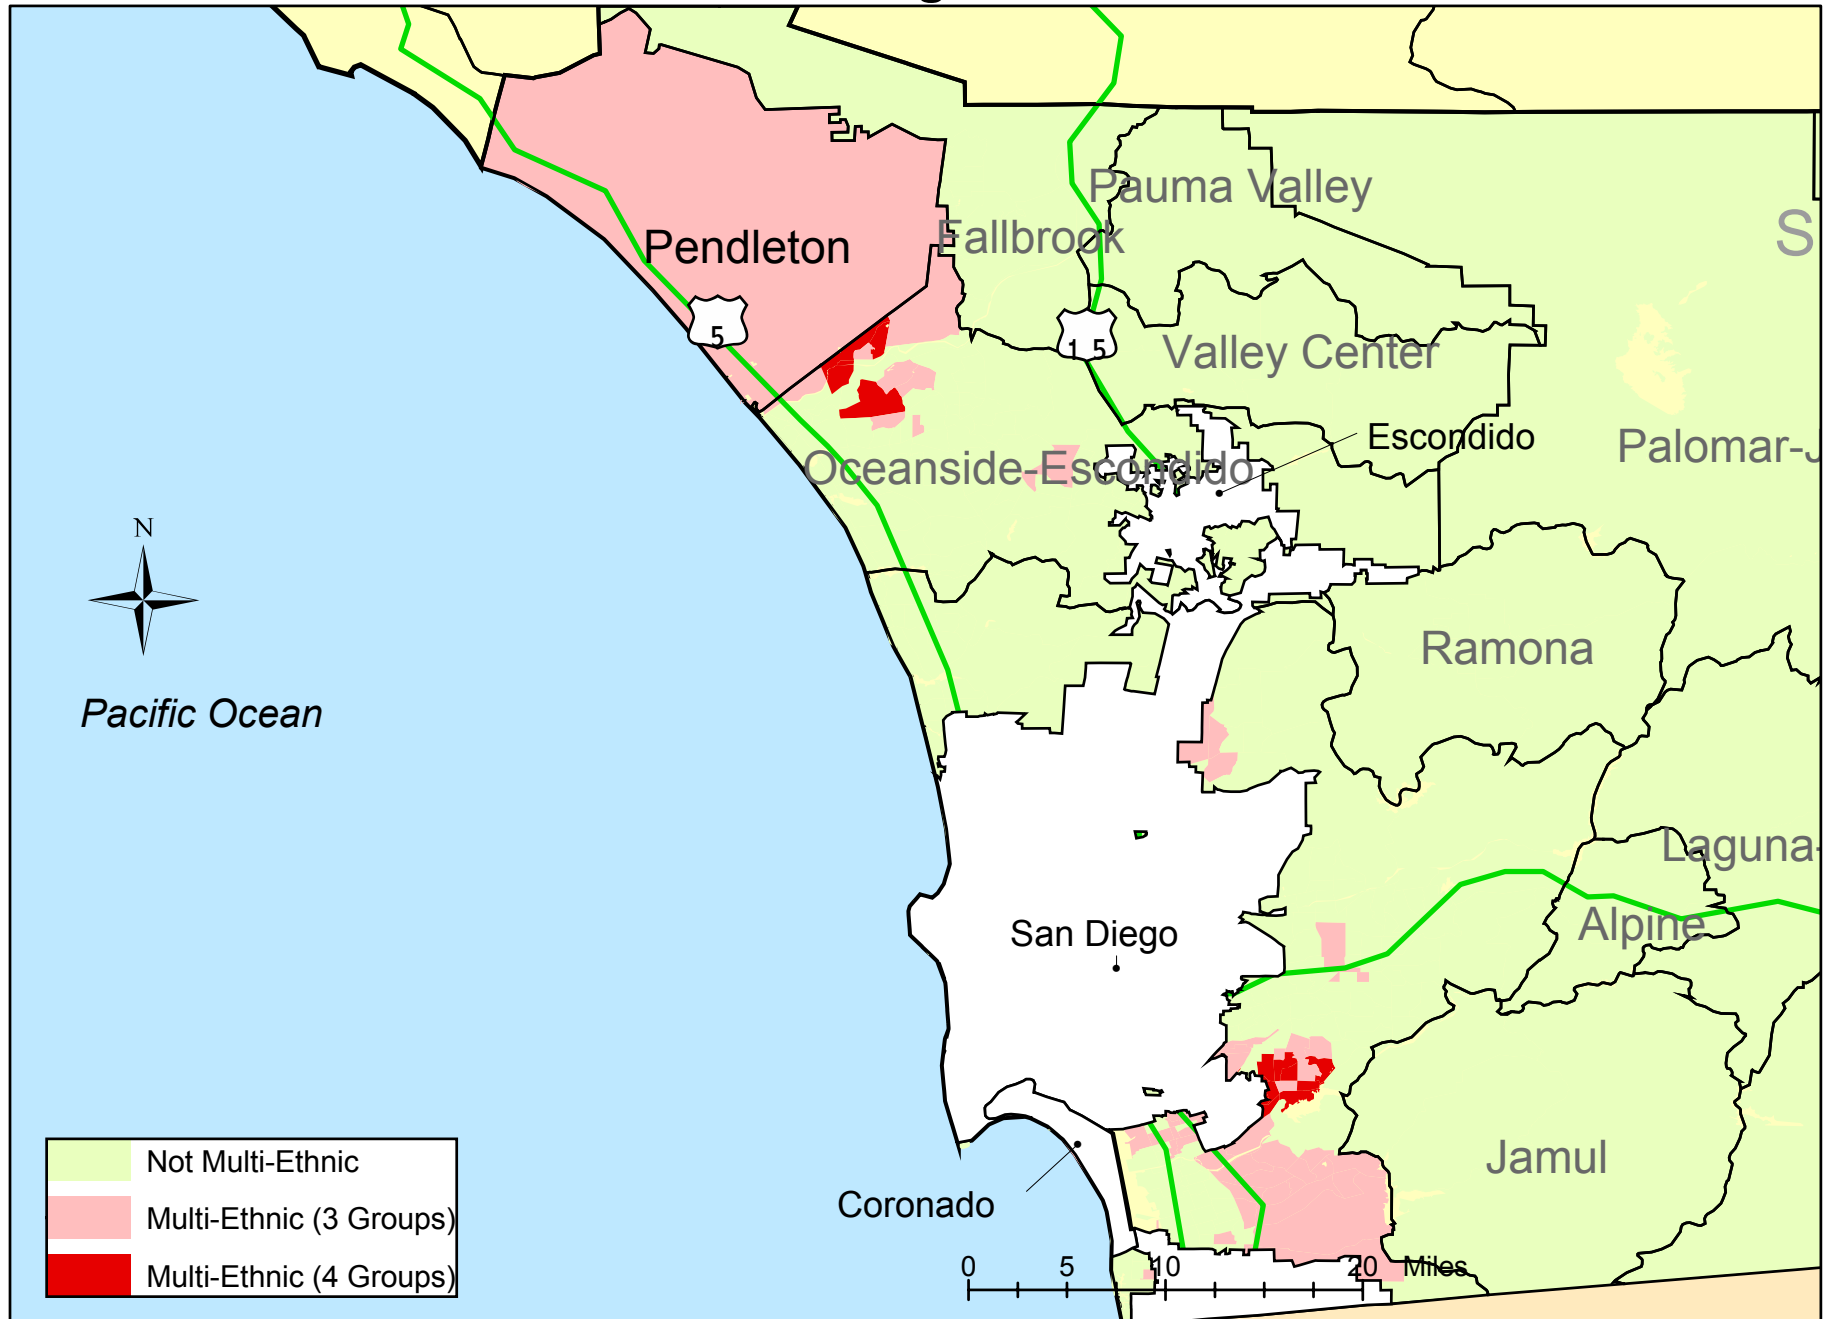 Pauma Valley
S
Fallbrook
Pendleton
5
15
Valley Center
Escondido
Palomar-J
Oceanside-Escondido
N
Ramona
Pacific Ocean
Laguna-
San Diego
Alpine
Not Multi-Ethnic
Jamul
Multi-Ethnic (3 Groups)
Coronado
Multi-Ethnic (4 Groups)
0 5 10 20 Miles